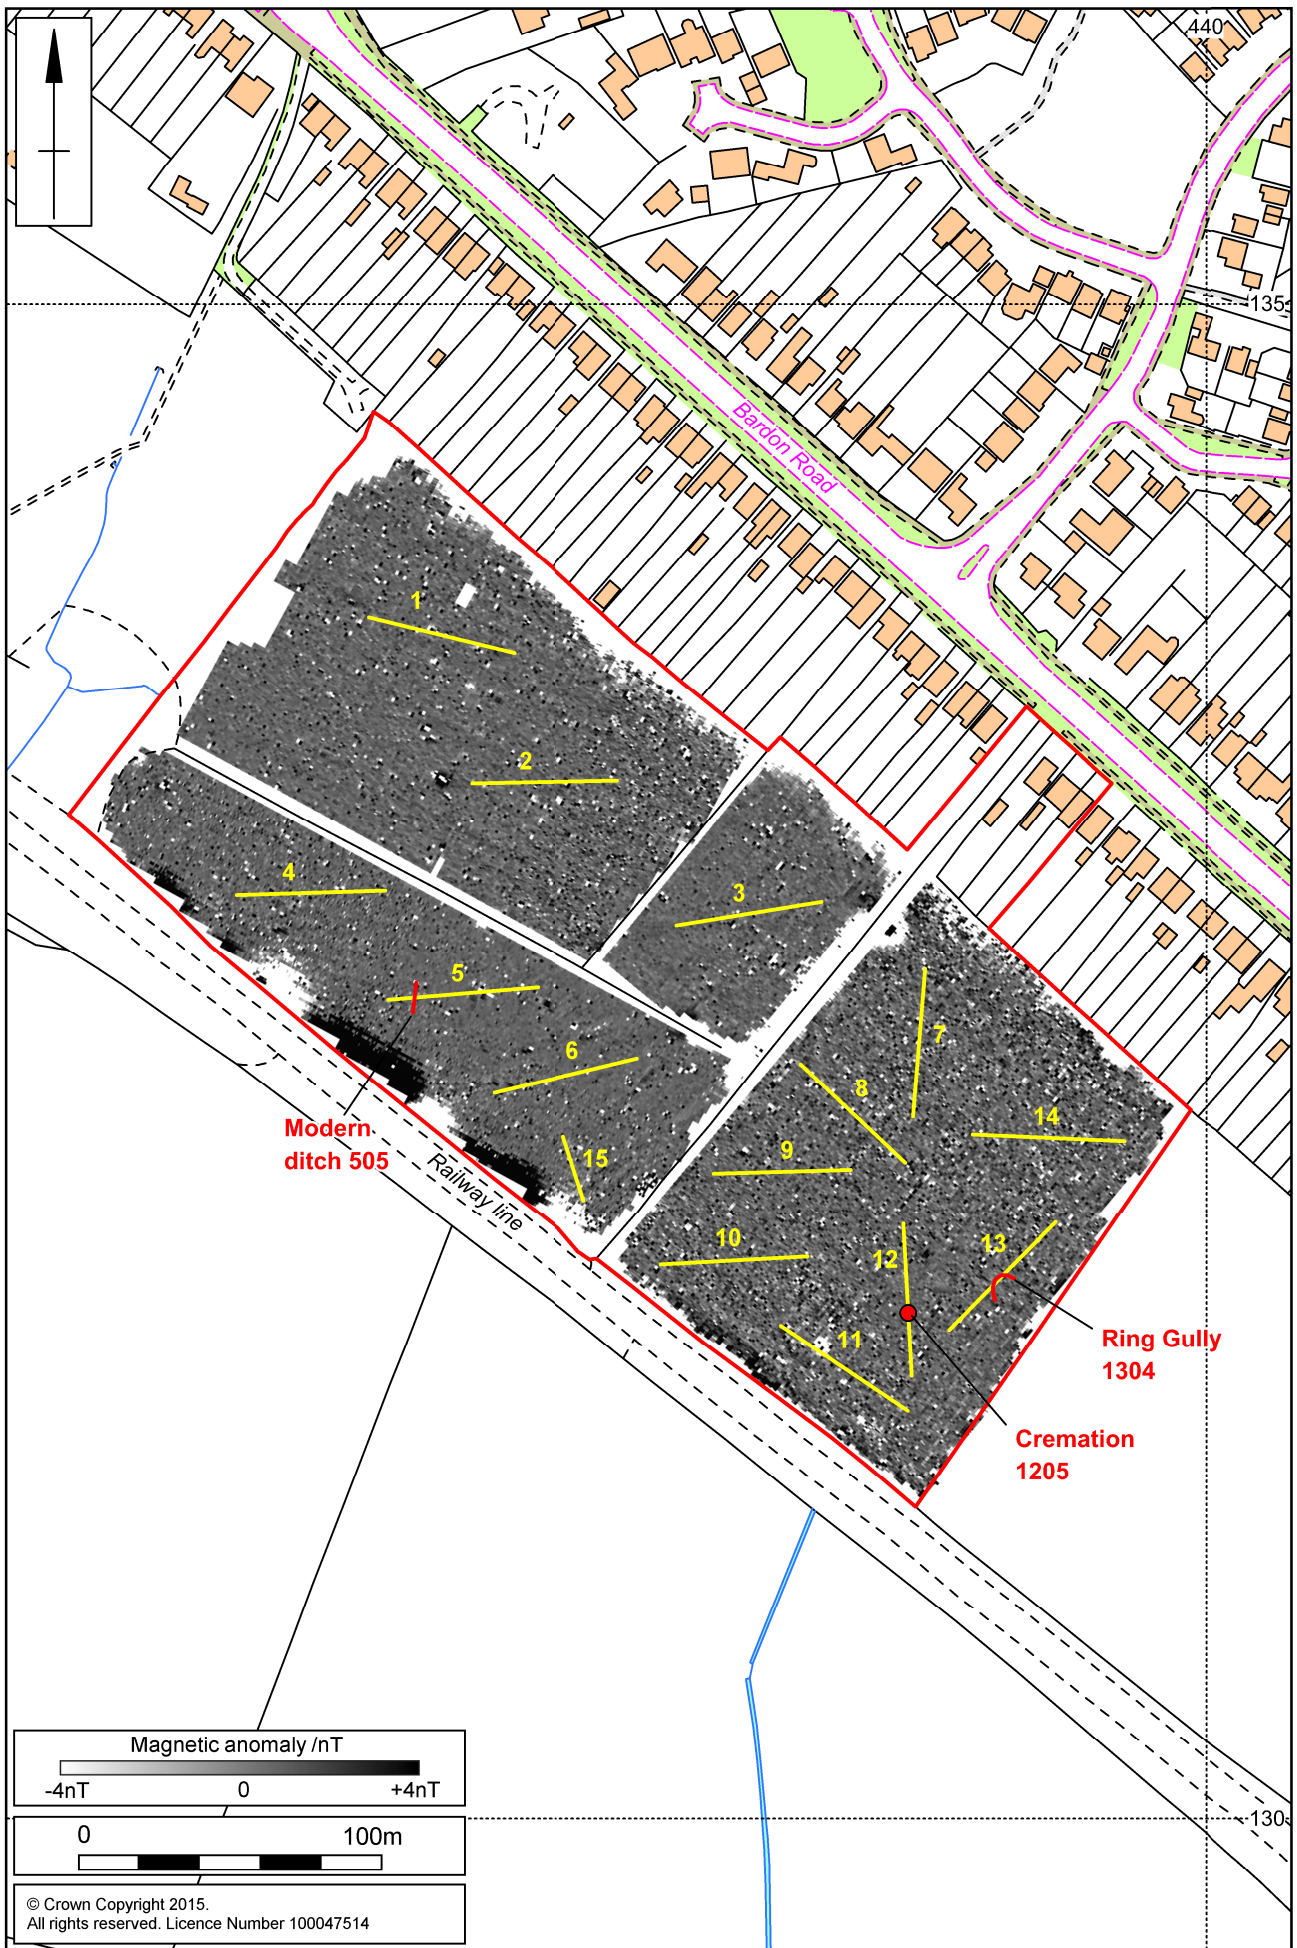 440
135
Bardon Road
1
2
3
4
5
6
7
8
9
10
11
12
13
14
15
Modern
ditch 505
Railway line
Ring Gully
1304
Cremation
1205
Magnetic anomaly /nT
-4nT 0 +4nT
130
0 100m
© Crown Copyright 2015.
All rights reserved. Licence Number 100047514